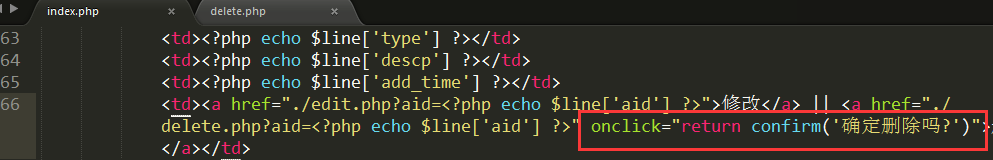 index.php × delete.php ×
63 <td><?php echo $line['type'] ?></td>
64 <td><?php echo $line['descp'] ?></td>
65 <td><?php echo $line['add_time'] ?></td>
66 <td><a href="./edit.php?aid=<?php echo $line['aid'] ?>">修改</a> || <a href="./
delete.php?aid=<?php echo $line['aid'] ?>" onclick="return confirm('确定删除吗?')">
</a></td>